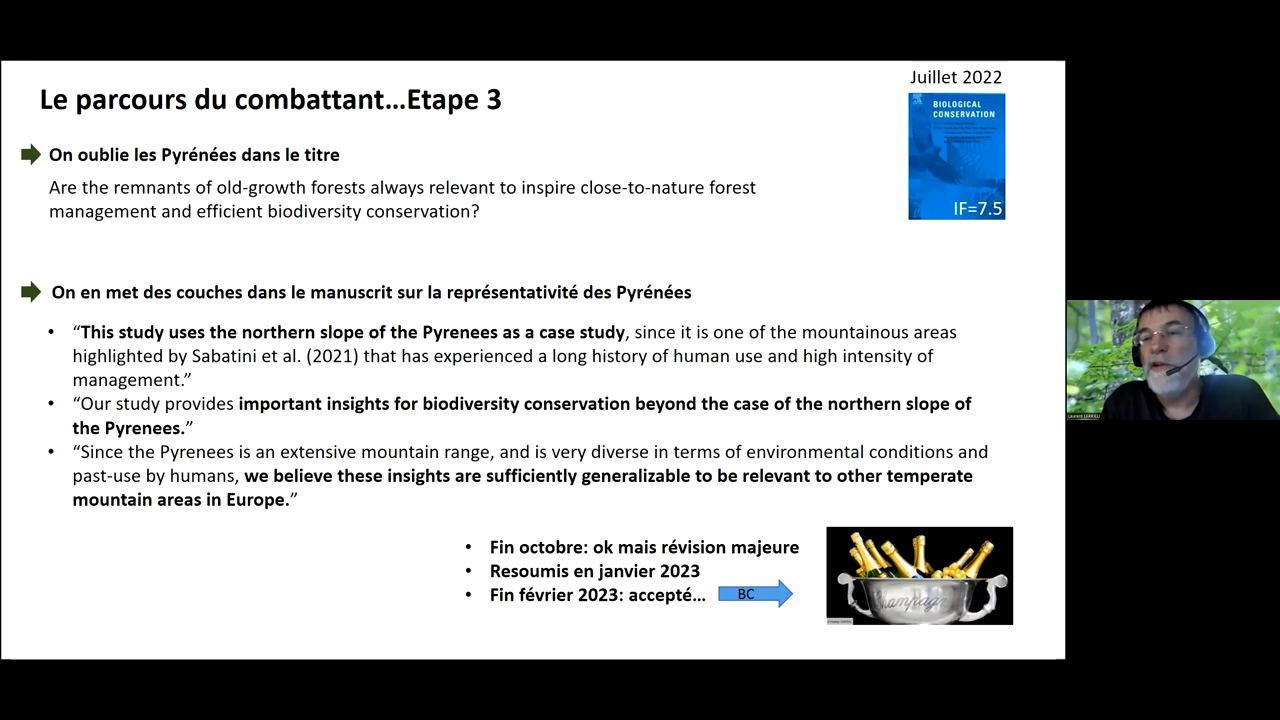 Juillet 2022
Le parcours du combattant...Etape 3
BIOLOGICAL
CONSERVATION
IF=7.5
On oublie les Pyrénées dans le titre
Are the remnants of old-growth forests always relevant to inspire close-to-nature forest
management and efficient biodiversity conservation?
On en met des couches dans le manuscrit sur la représentativité des Pyrénées
• “This study uses the northern slope of the Pyrenees as a case study, since it is one of the mountainous areas
highlighted by Sabatini et al. (2021) that has experienced a long history of human use and high intensity of
management.”
• “Our study provides important insights for biodiversity conservation beyond the case of the northern slope of
the Pyrenees.”
• “Since the Pyrenees is an extensive mountain range, and is very diverse in terms of environmental conditions and
past-use by humans, we believe these insights are sufficiently generalizable to be relevant to other temperate
mountain areas in Europe.”
• Fin octobre: ok mais révision majeure
• Resoumis en janvier 2023
• Fin février 2023: accepté...
BC
Champagne
Laurent LARRIEU